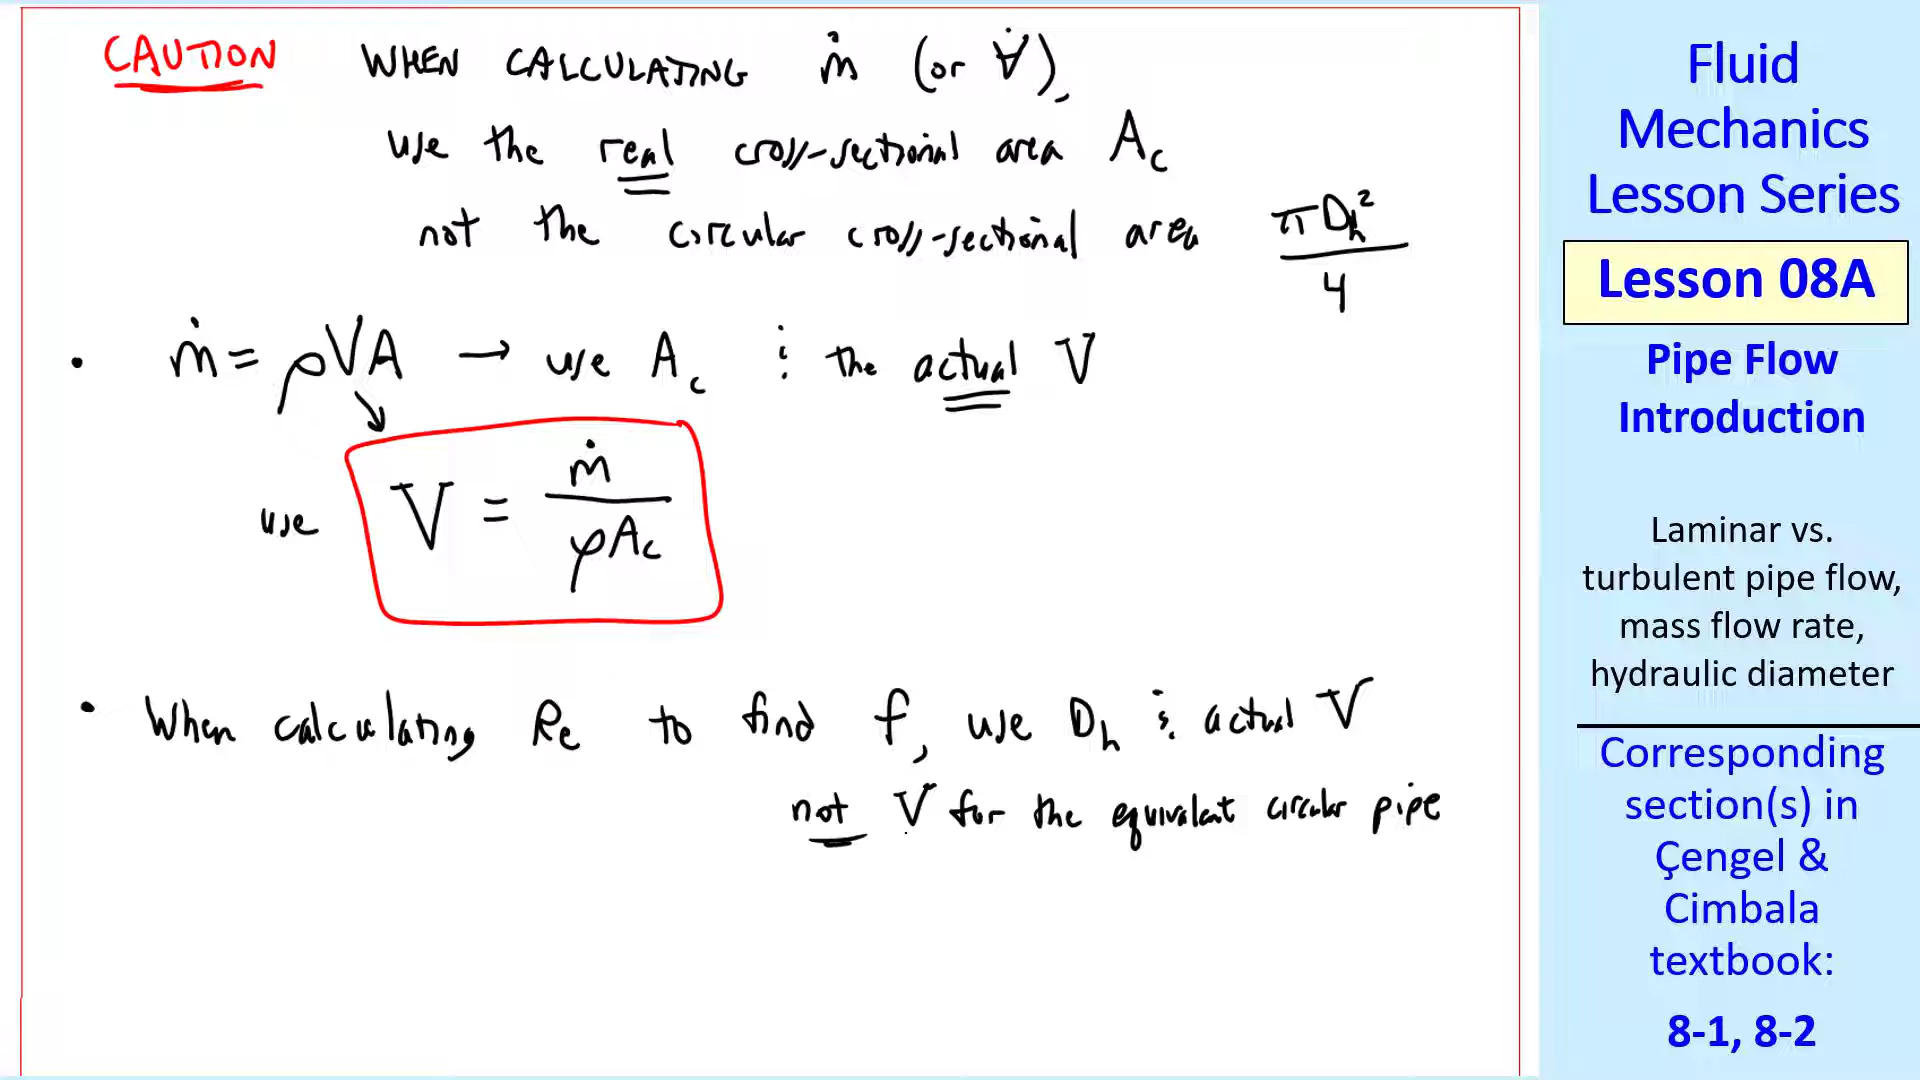 CAUTION WHEN CALCULATING ṁ (or V̶̇),
use the real cross-sectional area A_c
not the circular cross-sectional area πD_h²/4
• ṁ = ρVA → use A_c & the actual V
use V = ṁ/ρA_c
• When calculating Re to find f, use D_h & actual V
not V for the equivalent circular pipe
Fluid
Mechanics
Lesson Series
Lesson 08A
Pipe Flow
Introduction
Laminar vs.
turbulent pipe flow,
mass flow rate,
hydraulic diameter
Corresponding
section(s) in
Çengel &
Cimbala
textbook:
8-1, 8-2